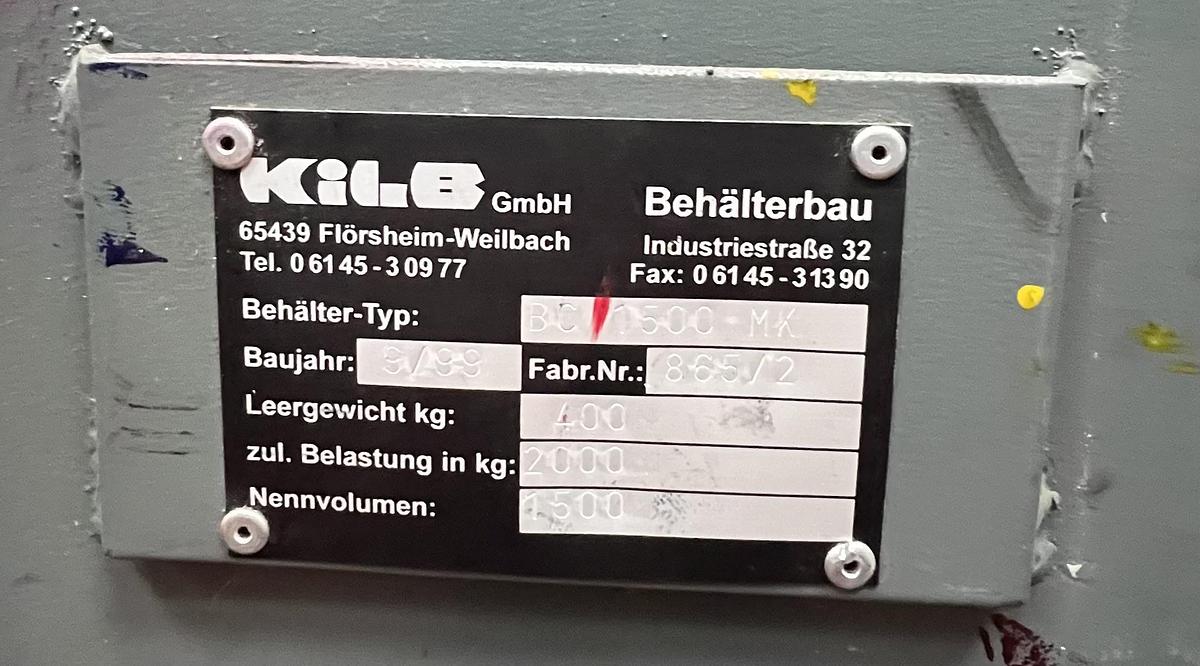 KiLB GmbH Behälterbau
65439 Flörsheim-Weilbach Industriestraße 32
Tel. 0 61 45 - 3 09 77 Fax: 0 61 45 - 3 13 90
Behälter-Typ: BC 1500 MK
Baujahr: 9/99 Fabr.Nr.: 865/2
Leergewicht kg: 400
zul. Belastung in kg: 2000
Nennvolumen: 1500